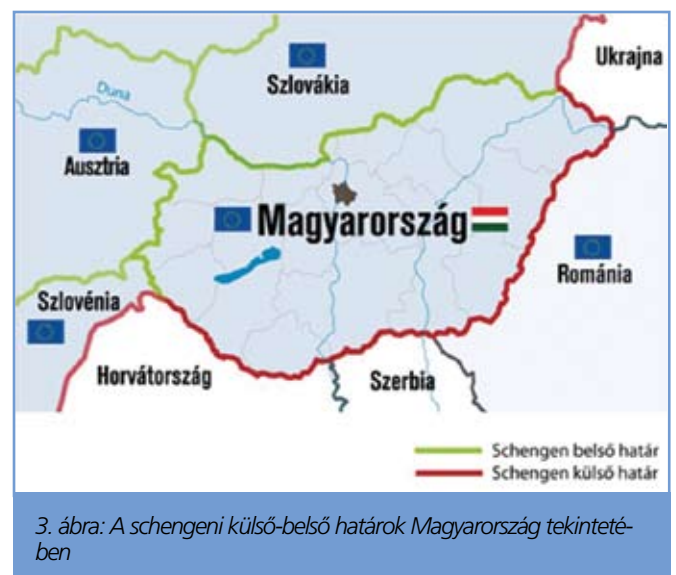 Ukrajna
Szlovákia
Duna
Ausztria
Magyarország
Románia
Szlovénia
Horvátország
Szerbia
Schengen belső határ
Schengen külső határ
3. ábra: A schengeni külső-belső határok Magyarország tekinteté-
ben